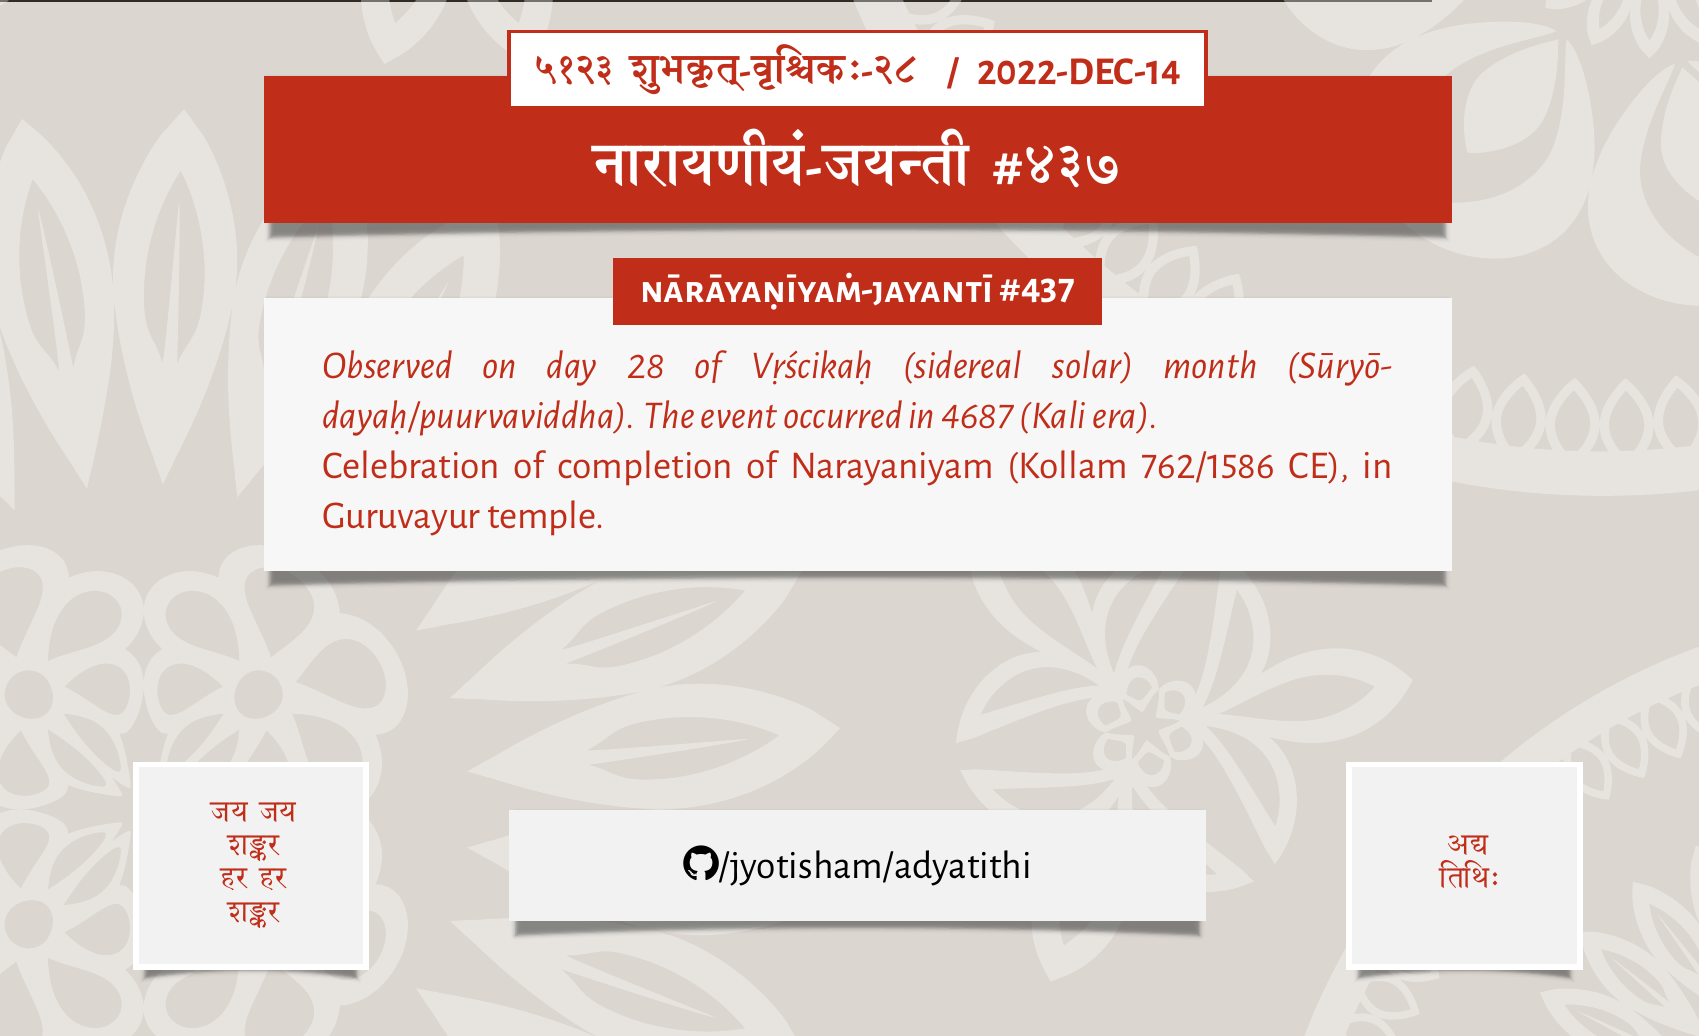 ५१२३ शुभकृत्-वृश्चिकः-२८ / 2022-DEC-14
नारायणीयं-जयन्ती #४३७
NĀRĀYAṆĪYAṀ-JAYANTĪ #437
Observed on day 28 of Vṛścikaḥ (sidereal solar) month (Sūryō-
dayaḥ/puurvaviddha). The event occurred in 4687 (Kali era).
Celebration of completion of Narayaniyam (Kollam 762/1586 CE), in
Guruvayur temple.
जय जय
शङ्कर
हर हर
शङ्कर
/jyotisham/adyatithi
अद्य
तिथिः